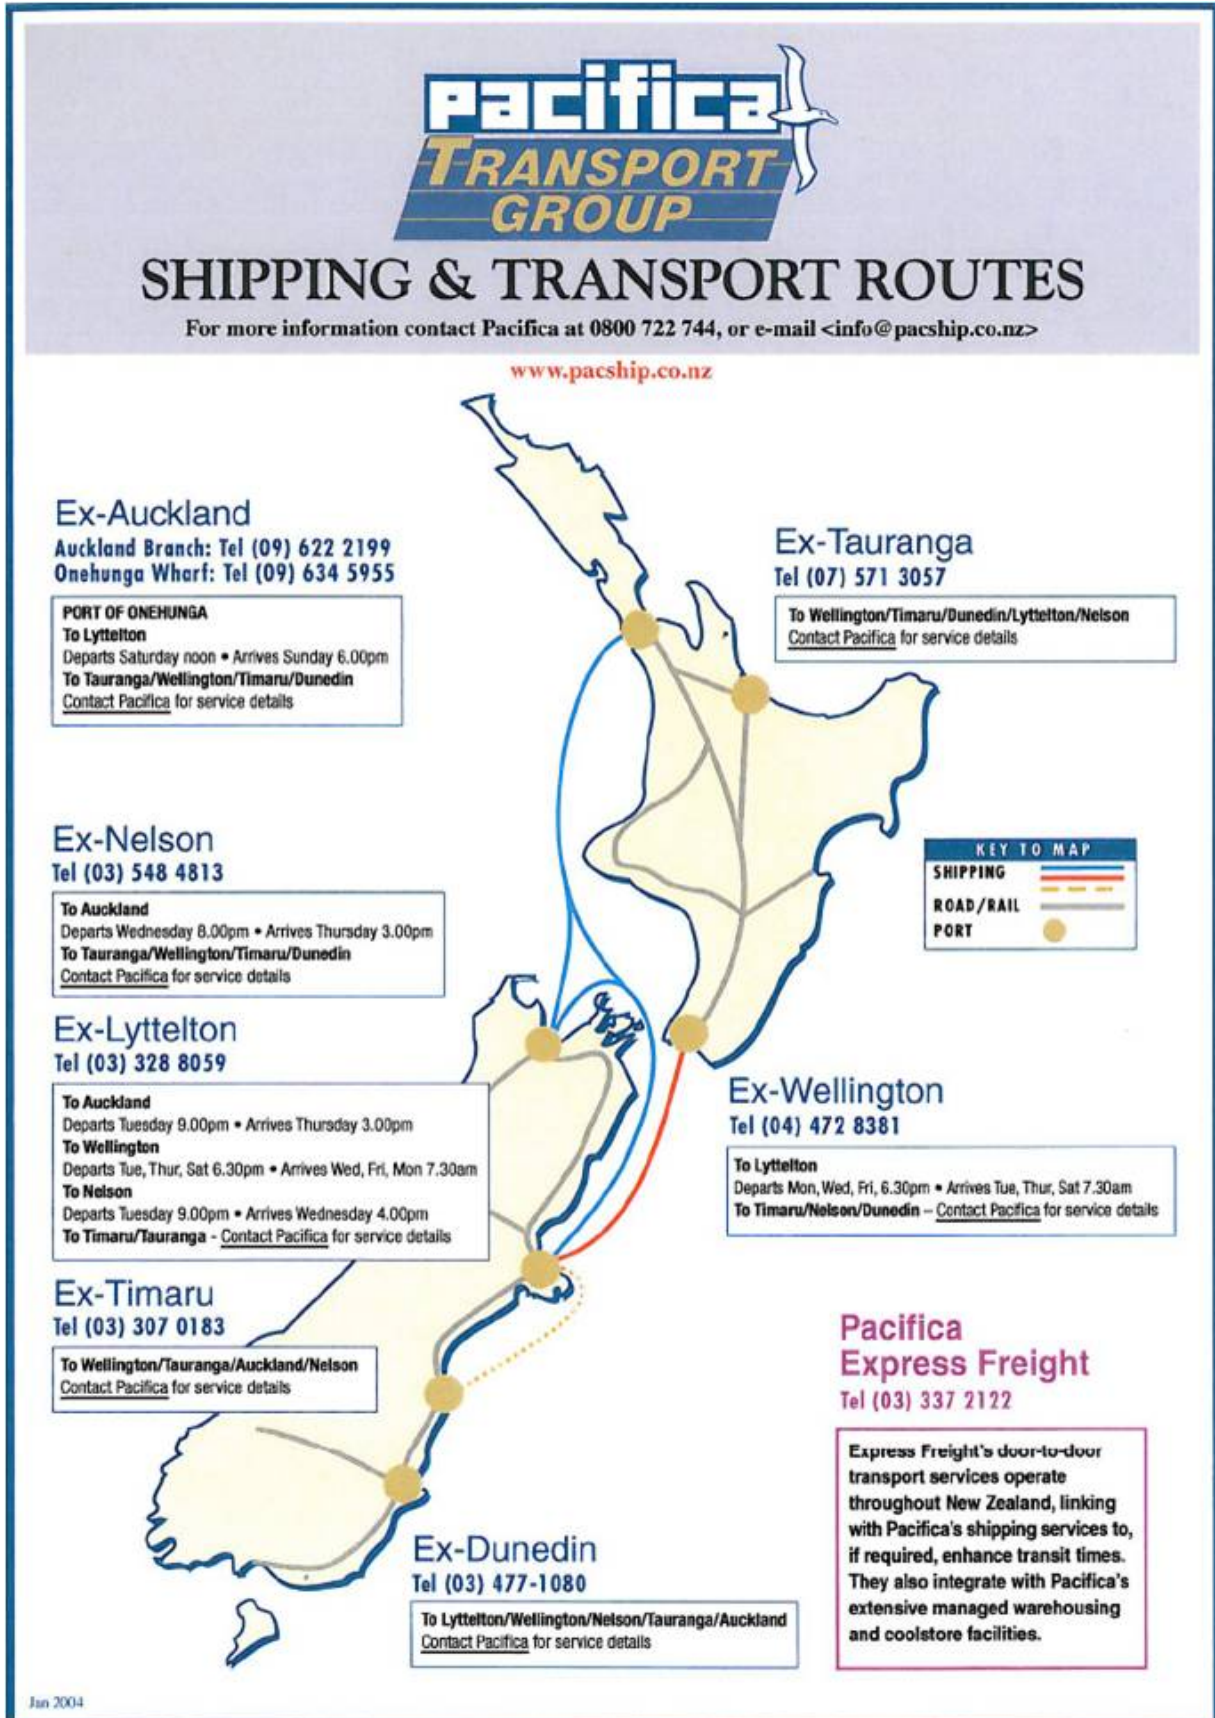 pacifica
TRANSPORT
GROUP
SHIPPING & TRANSPORT ROUTES
For more information contact Pacifica at 0800 722 744, or e-mail <info@pacship.co.nz>
www.pacship.co.nz
Ex-Auckland
Auckland Branch: Tel (09) 622 2199
Onehunga Wharf: Tel (09) 634 5955
PORT OF ONEHUNGA
To Lyttelton
Departs Saturday noon • Arrives Sunday 6.00pm
To Tauranga/Wellington/Timaru/Dunedin
Contact Pacifica for service details
Ex-Tauranga
Tel (07) 571 3057
To Wellington/Timaru/Dunedin/Lyttelton/Nelson
Contact Pacifica for service details
Ex-Nelson
Tel (03) 548 4813
To Auckland
Departs Wednesday 8.00pm • Arrives Thursday 3.00pm
To Tauranga/Wellington/Timaru/Dunedin
Contact Pacifica for service details
KEY TO MAP
SHIPPING
ROAD/RAIL
PORT
Ex-Lyttelton
Tel (03) 328 8059
To Auckland
Departs Tuesday 9.00pm • Arrives Thursday 3.00pm
To Wellington
Departs Tue, Thur, Sat 6.30pm • Arrives Wed, Fri, Mon 7.30am
To Nelson
Departs Tuesday 9.00pm • Arrives Wednesday 4.00pm
To Timaru/Tauranga - Contact Pacifica for service details
Ex-Wellington
Tel (04) 472 8381
To Lyttelton
Departs Mon, Wed, Fri, 6.30pm • Arrives Tue, Thur, Sat 7.30am
To Timaru/Nelson/Dunedin – Contact Pacifica for service details
Ex-Timaru
Tel (03) 307 0183
To Wellington/Tauranga/Auckland/Nelson
Contact Pacifica for service details
Pacifica
Express Freight
Tel (03) 337 2122
Express Freight's door-to-door
transport services operate
throughout New Zealand, linking
with Pacifica's shipping services to,
if required, enhance transit times.
They also integrate with Pacifica's
extensive managed warehousing
and coolstore facilities.
Ex-Dunedin
Tel (03) 477-1080
To Lyttelton/Wellington/Nelson/Tauranga/Auckland
Contact Pacifica for service details
Jan 2004